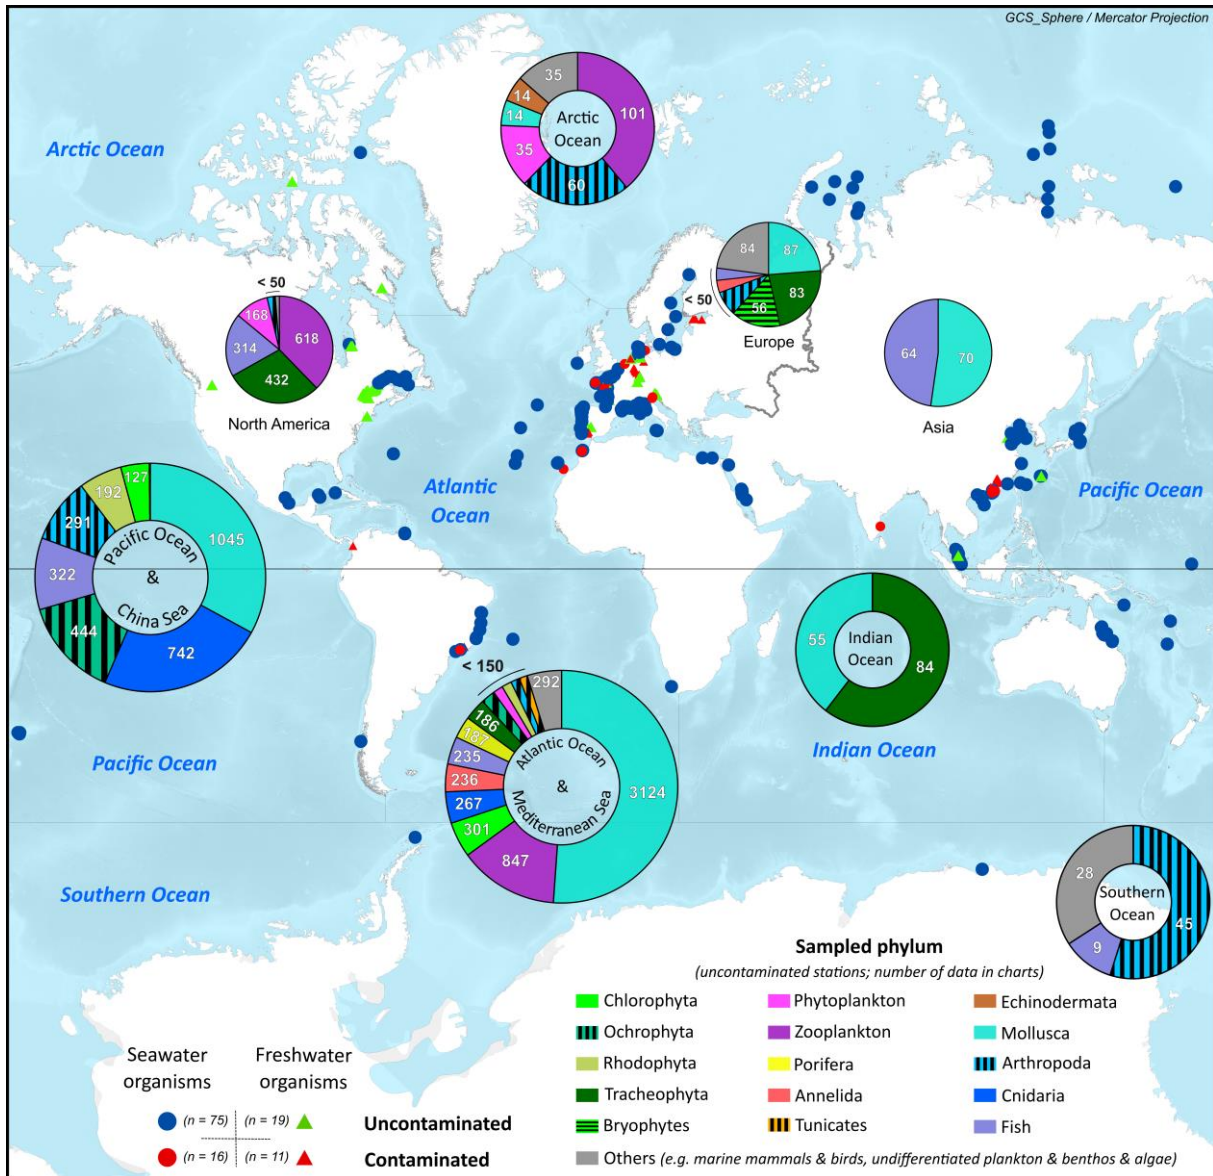 GCS_Sphere / Mercator Projection
Arctic Ocean
35
101
14
14
35
60
Arctic
Ocean
< 50
168
618
314
432
North America
84
87
83
56
< 50
Europe
64
70
Asia
127
192
291
1045
322
444
742
Pacific Ocean
&
China Sea
Atlantic
Ocean
Pacific Ocean
55
84
Indian
Ocean
Indian Ocean
Pacific Ocean
< 150
292
186
187
235
236
267
301
847
3124
Atlantic Ocean
&
Mediterranean Sea
Southern Ocean
28
9
45
Southern
Ocean
Sampled phylum
(uncontaminated stations; number of data in charts)
Chlorophyta
Phytoplankton
Echinodermata
Ochrophyta
Zooplankton
Mollusca
Rhodophyta
Porifera
Arthropoda
Tracheophyta
Annelida
Cnidaria
Bryophytes
Tunicates
Fish
Others (e.g. marine mammals & birds, undifferentiated plankton & benthos & algae)
Seawater
organisms
Freshwater
organisms
(n = 75)
(n = 19)
Uncontaminated
(n = 16)
(n = 11)
Contaminated